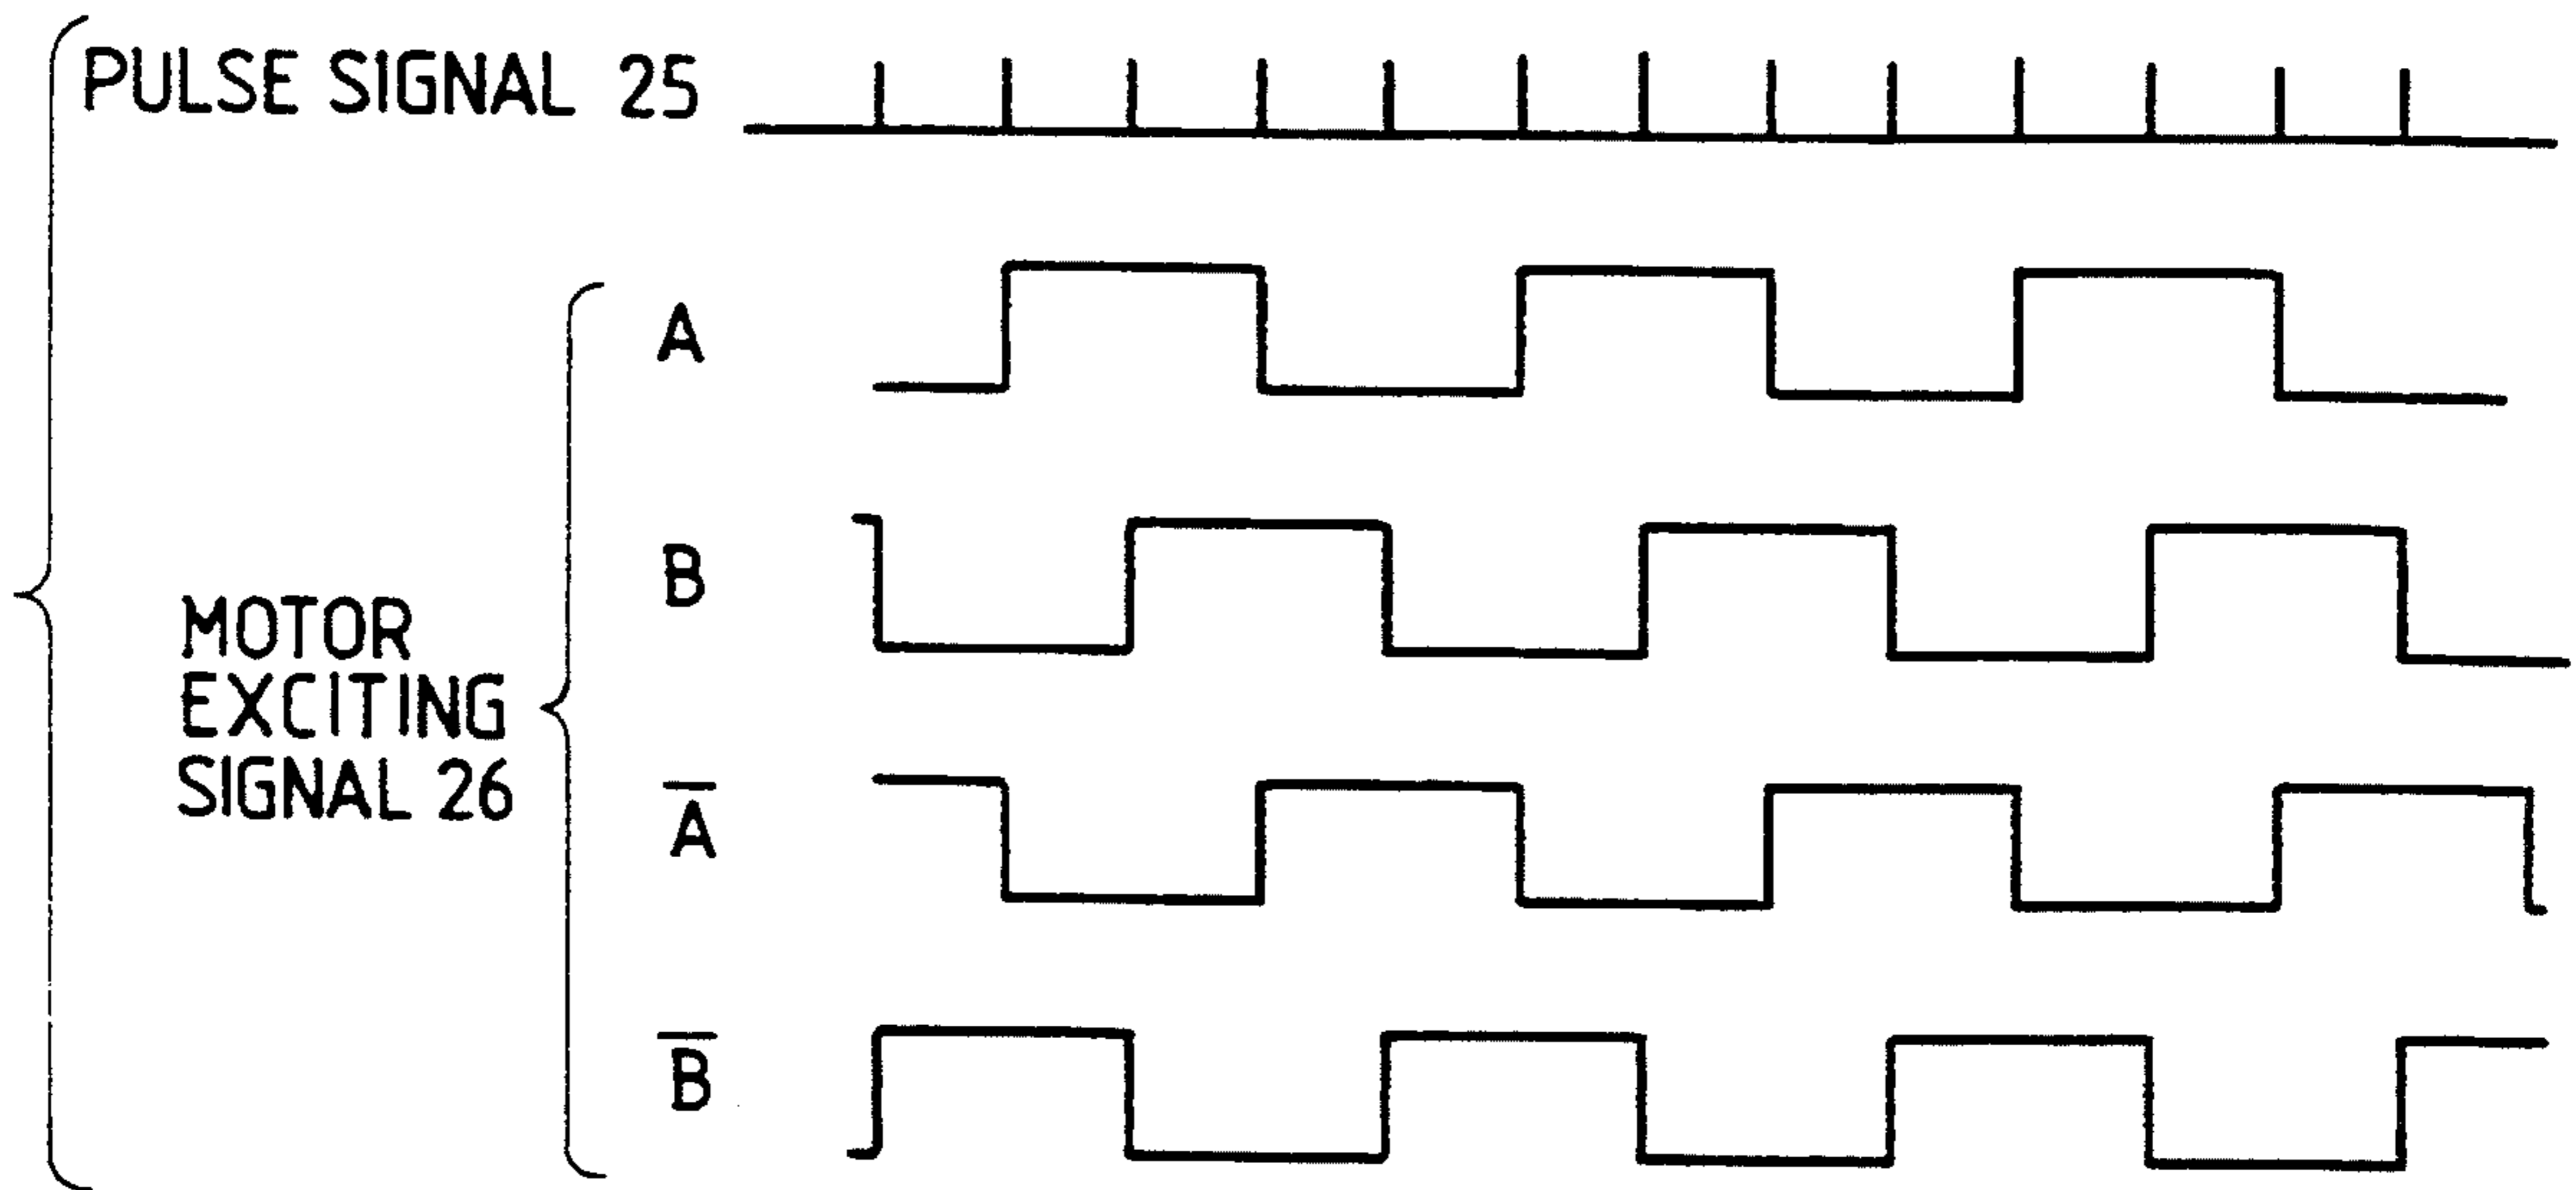 PULSE SIGNAL 25
A
B
MOTOR
EXCITING
SIGNAL 26
A̅
B̅